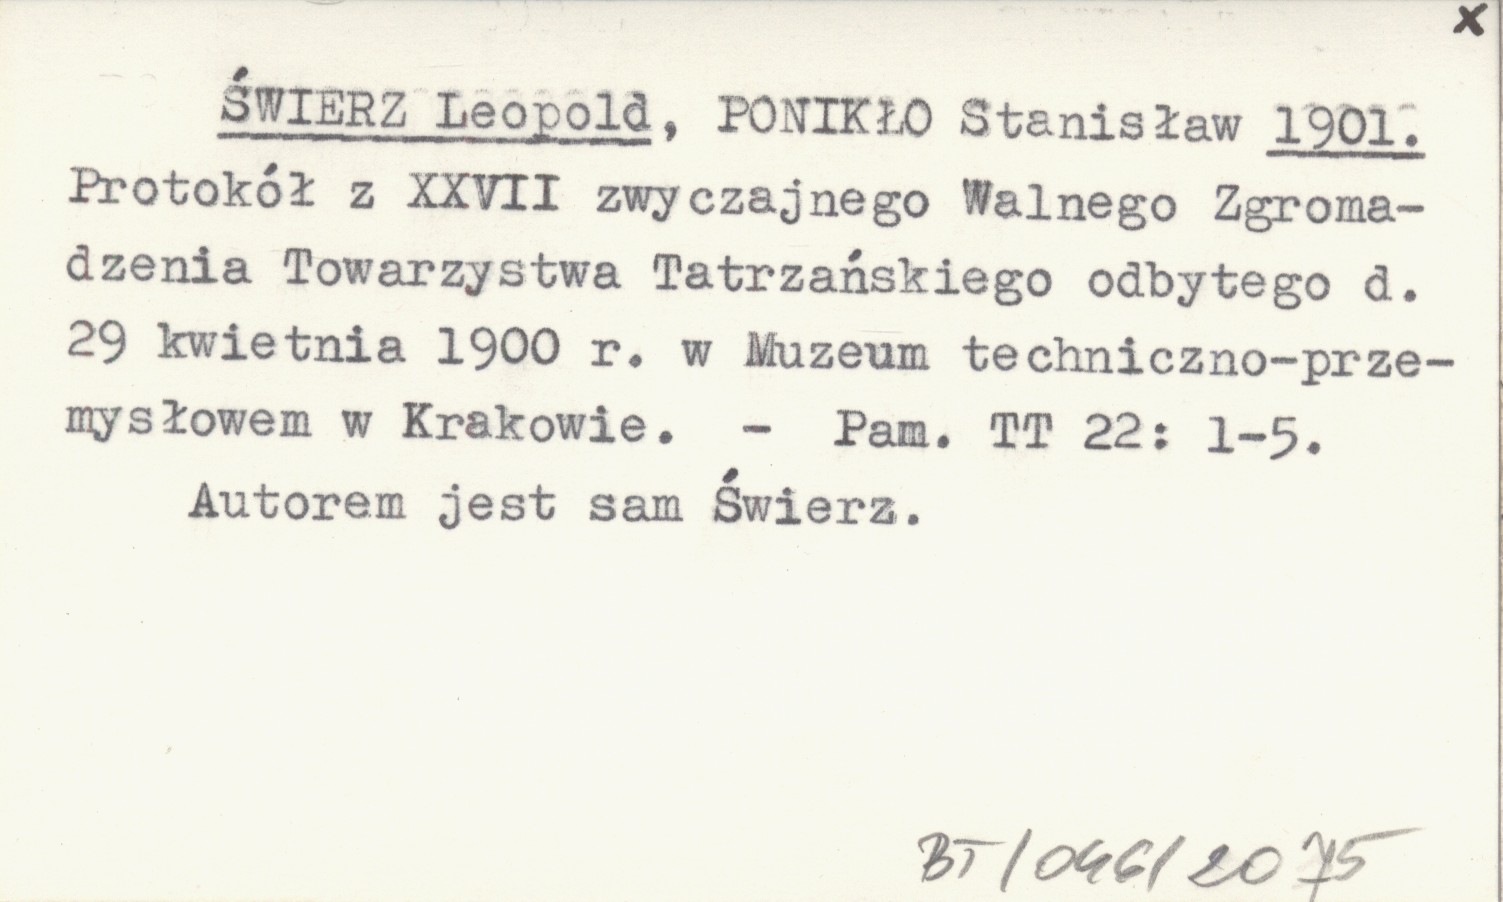 x
ŚWIERZ Leopold, PONIKŁO Stanisław 1901.
Protokół z XXVII zwyczajnego Walnego Zgroma-
dzenia Towarzystwa Tatrzańskiego odbytego d.
29 kwietnia 1900 r. w Muzeum techniczno-prze-
mysłowem w Krakowie. - Pam. TT 22: 1-5.
Autorem jest sam Świerz.
BT/046/2075